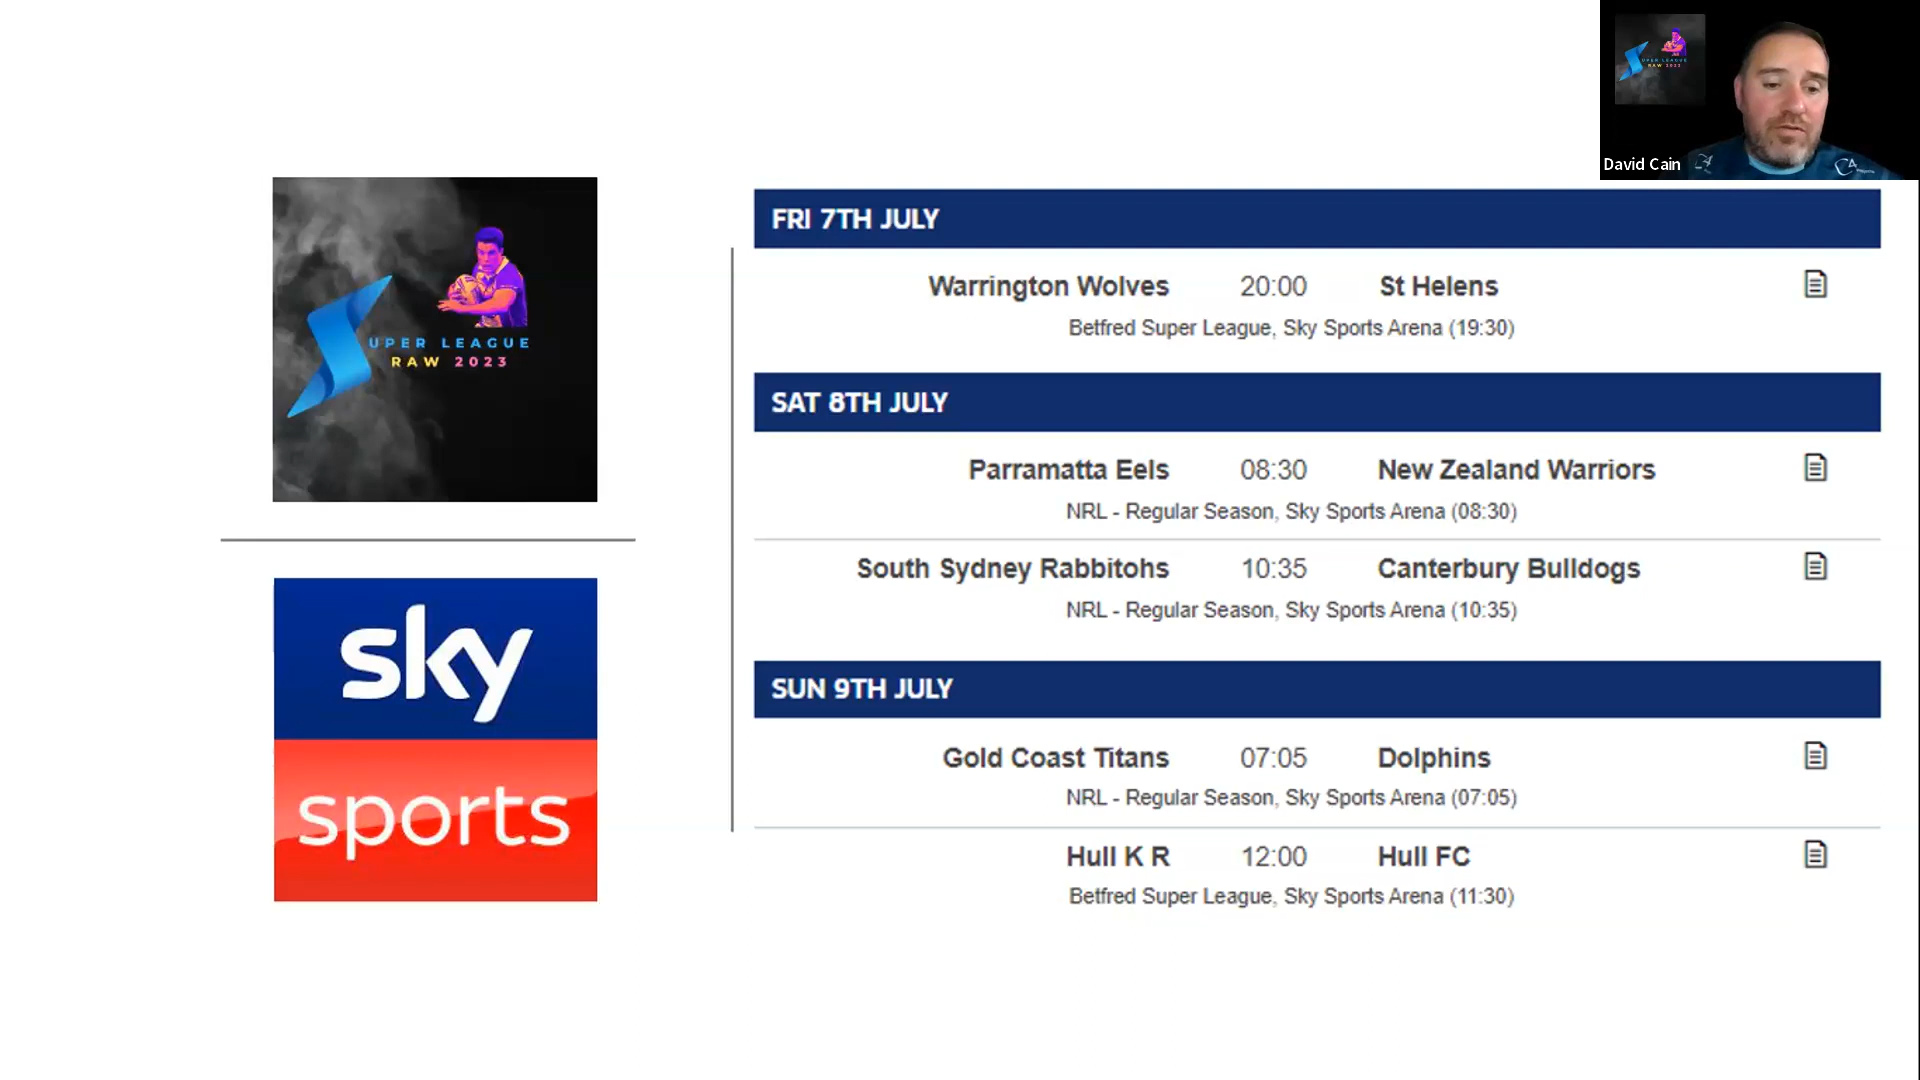 David Cain
UPER LEAGUE
RAW 2023
sky
sports
FRI 7TH JULY
Warrington Wolves 20:00 St Helens
Betfred Super League, Sky Sports Arena (19:30)
SAT 8TH JULY
Parramatta Eels 08:30 New Zealand Warriors
NRL - Regular Season, Sky Sports Arena (08:30)
South Sydney Rabbitohs 10:35 Canterbury Bulldogs
NRL - Regular Season, Sky Sports Arena (10:35)
SUN 9TH JULY
Gold Coast Titans 07:05 Dolphins
NRL - Regular Season, Sky Sports Arena (07:05)
Hull K R 12:00 Hull FC
Betfred Super League, Sky Sports Arena (11:30)